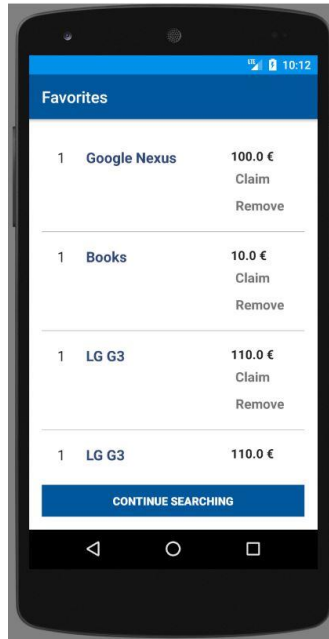 LTE 10:12
Favorites
1 Google Nexus 100.0 €
Claim
Remove
1 Books 10.0 €
Claim
Remove
1 LG G3 110.0 €
Claim
Remove
1 LG G3 110.0 €
CONTINUE SEARCHING